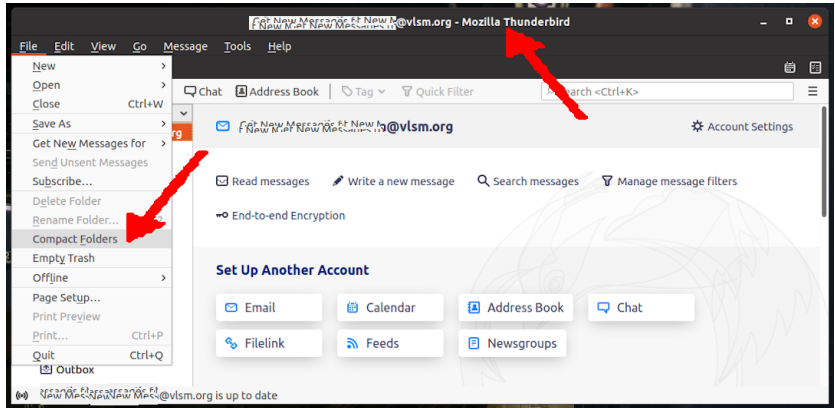 @vlsm.org - Mozilla Thunderbird
File Edit View Go Message Tools Help
New
Open
Close Ctrl+W
Save As
Get New Messages for
Send Unsent Messages
Subscribe...
Delete Folder
Rename Folder...
Compact Folders
Empty Trash
Offline
Page Setup...
Print Preview
Print... Ctrl+P
Quit Ctrl+Q
Outbox
Chat Address Book Tag Quick Filter <Ctrl+K>
rg
@vlsm.org Account Settings
Read messages Write a new message Search messages Manage message filters
End-to-end Encryption
Set Up Another Account
Email Calendar Address Book Chat
Filelink Feeds Newsgroups
@vlsm.org is up to date